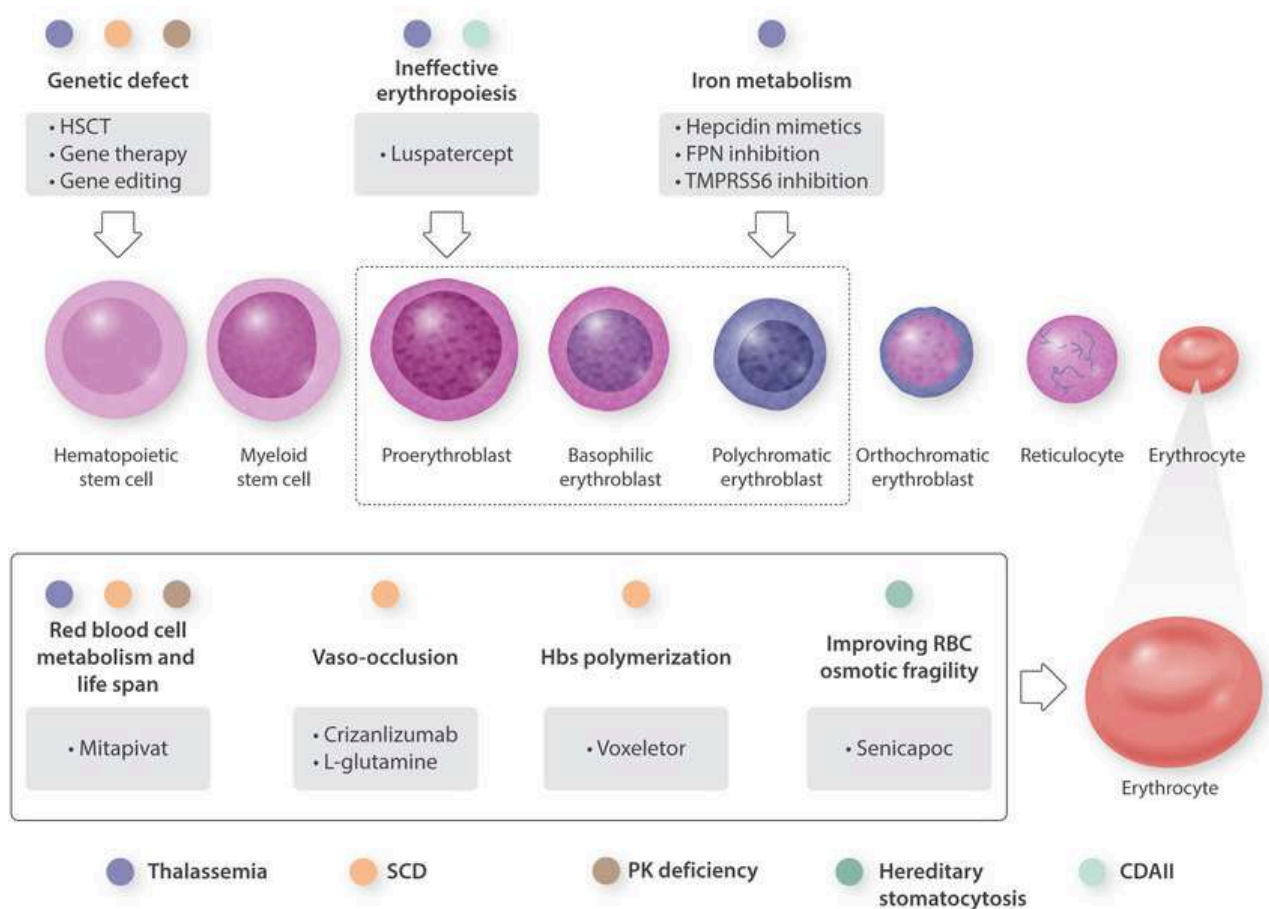 Genetic defect
• HSCT
• Gene therapy
• Gene editing
Ineffective
erythropoiesis
• Luspatercept
Iron metabolism
• Hepcidin mimetics
• FPN inhibition
• TMPRSS6 inhibition
Hematopoietic
stem cell
Myeloid
stem cell
Proerythroblast
Basophilic
erythroblast
Polychromatic
erythroblast
Orthochromatic
erythroblast
Reticulocyte
Erythrocyte
Red blood cell
metabolism and
life span
• Mitapivat
Vaso-occlusion
• Crizanlizumab
• L-glutamine
Hbs polymerization
• Voxeletor
Improving RBC
osmotic fragility
• Senicapoc
Erythrocyte
Thalassemia
SCD
PK deficiency
Hereditary
stomatocytosis
CDAII